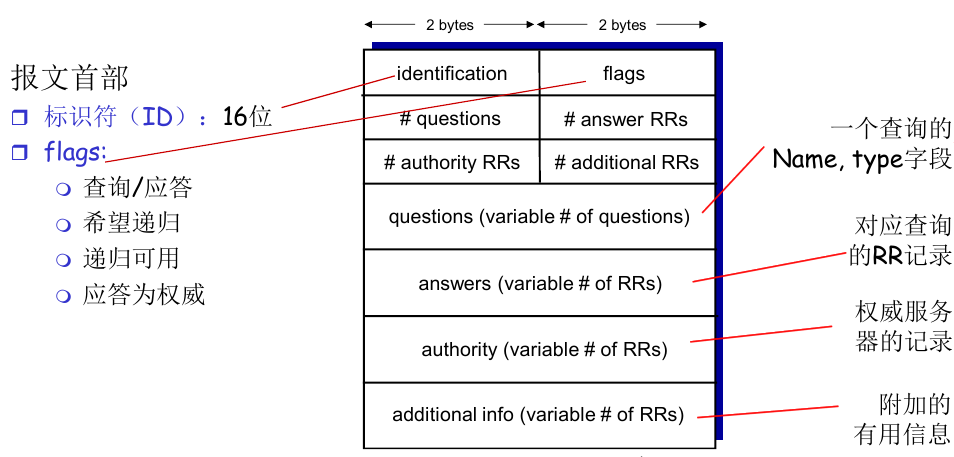 2 bytes 2 bytes
报文首部
标识符（ID）：16位
flags:
查询/应答
希望递归
递归可用
应答为权威
identification flags
# questions # answer RRs
# authority RRs # additional RRs
questions (variable # of questions)
answers (variable # of RRs)
authority (variable # of RRs)
additional info (variable # of RRs)
一个查询的
Name, type字段
对应查询
的RR记录
权威服务
器的记录
附加的
有用信息